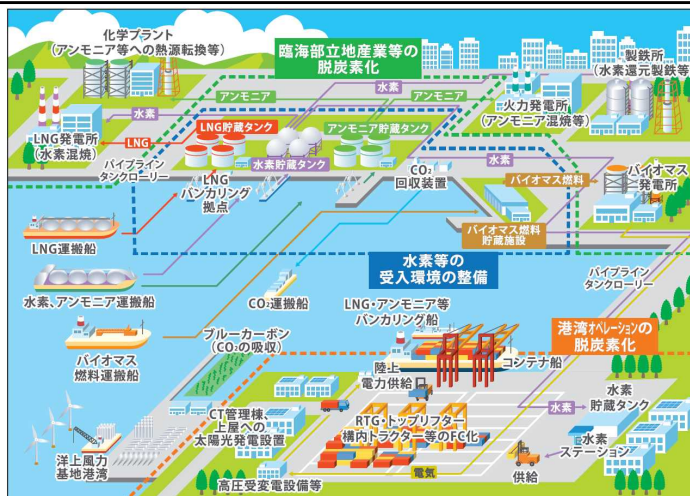 化学プラント
(アンモニア等への熱源転換等)
臨海部立地産業等の
脱炭素化
製鉄所
(水素還元製鉄等)
アンモニア
水素
アンモニア
水素
火力発電所
(アンモニア混焼等)
LNG発電所
(水素混焼)
LNG
LNG貯蔵タンク
アンモニア貯蔵タンク
水素貯蔵タンク
パイプライン
タンクローリー
LNG
バンカリング
拠点
CO2
回収装置
水素
バイオマス燃料
バイオマス
発電所
バイオマス燃料
貯蔵施設
LNG運搬船
水素等の
受入環境の整備
水素、アンモニア運搬船
CO2運搬船
LNG・アンモニア等
バンカリング船
パイプライン
タンクローリー
バイオマス
燃料運搬船
ブルーカーボン
(CO2の吸収)
港湾オペレーションの
脱炭素化
陸上
電力供給
コンテナ船
水素
貯蔵タンク
水素
CT管理棟、
上屋への
太陽光発電設置
RTG・トップリフター
構内トラクター等のFC化
水素
ステーション
洋上風力
基地港湾
電気
供給
高圧受変電設備等